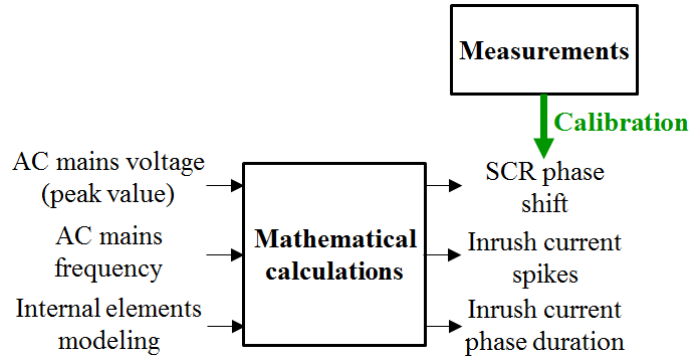 Measurements
Calibration
AC mains voltage
(peak value)
AC mains
frequency
Internal elements
modeling
Mathematical
calculations
SCR phase
shift
Inrush current
spikes
Inrush current
phase duration